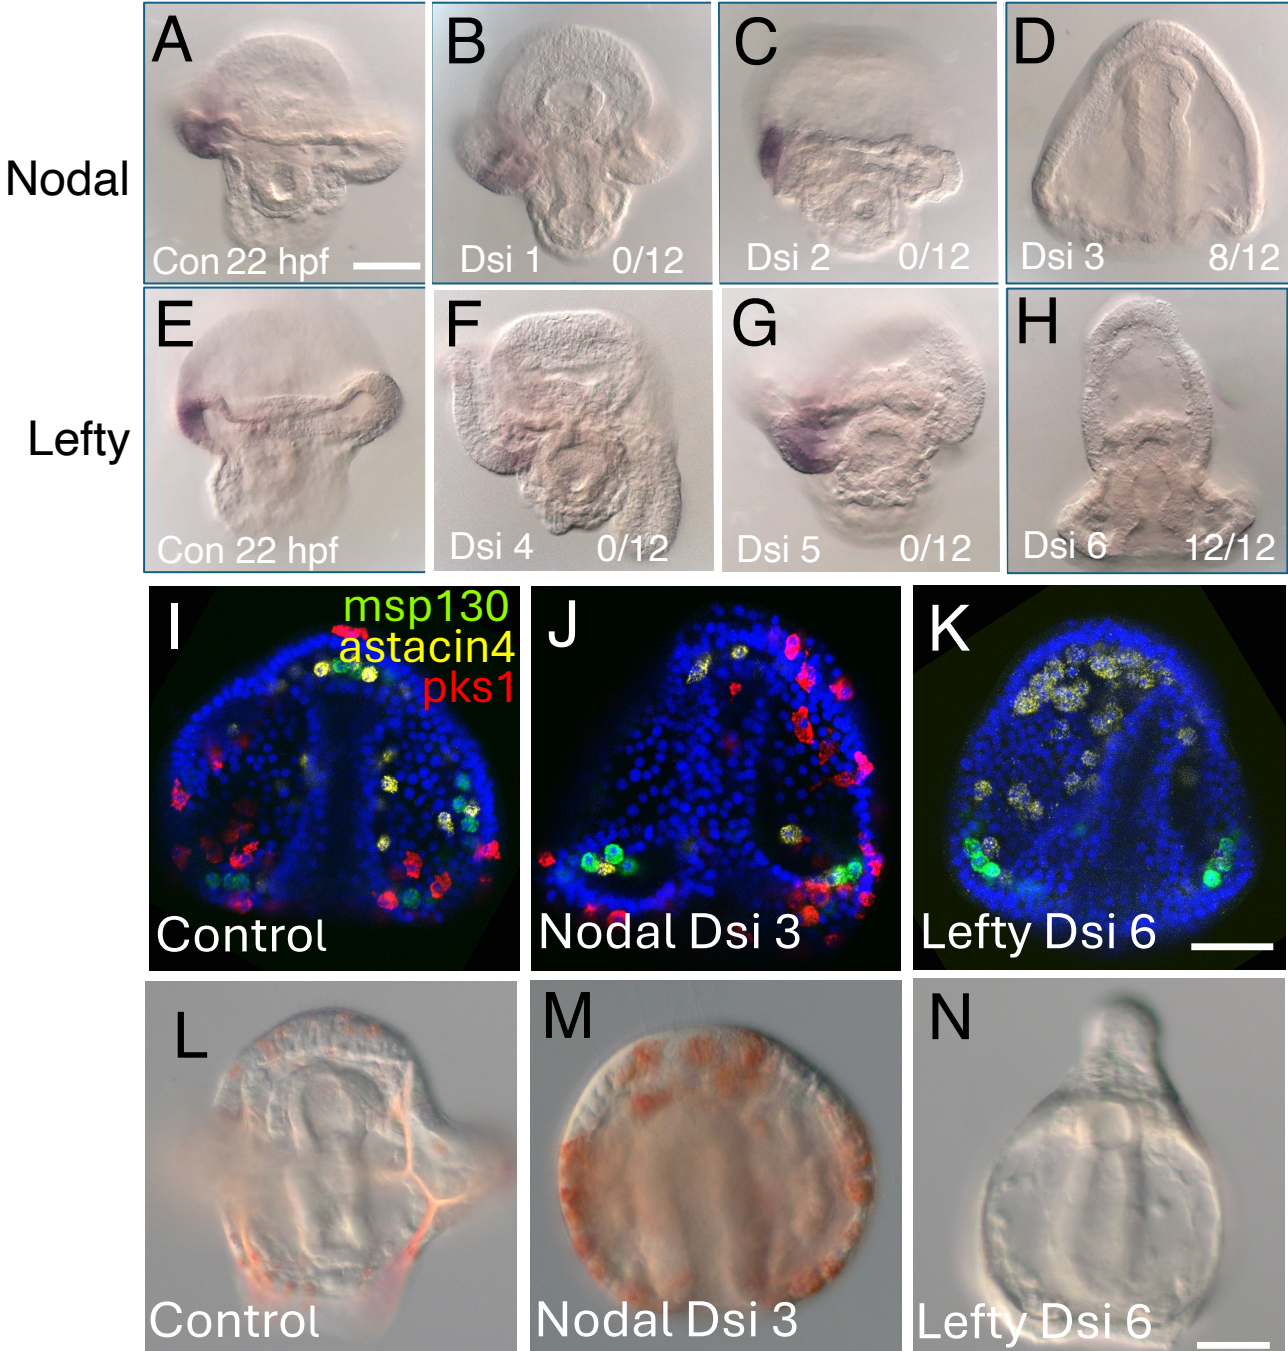 A
B
C
D
Nodal
Con 22 hpf
Dsi 1 0/12
Dsi 2 0/12
Dsi 3 8/12
E
F
G
H
Lefty
Con 22 hpf
Dsi 4 0/12
Dsi 5 0/12
Dsi 6 12/12
I
msp130
astacin4
pks1
J
K
Control
Nodal Dsi 3
Lefty Dsi 6
L
M
N
Control
Nodal Dsi 3
Lefty Dsi 6